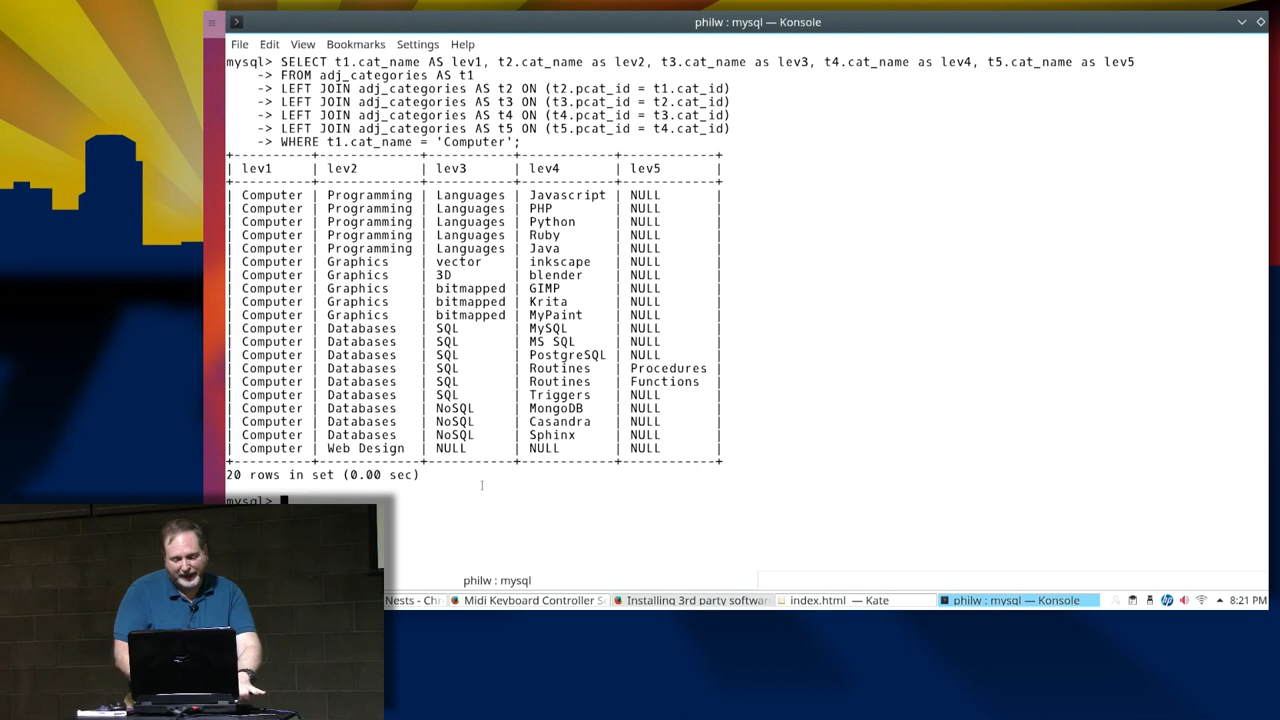 philw : mysql — Konsole
File Edit View Bookmarks Settings Help
mysql> SELECT t1.cat_name AS lev1, t2.cat_name as lev2, t3.cat_name as lev3, t4.cat_name as lev4, t5.cat_name as lev5
-> FROM adj_categories AS t1
-> LEFT JOIN adj_categories AS t2 ON (t2.pcat_id = t1.cat_id)
-> LEFT JOIN adj_categories AS t3 ON (t3.pcat_id = t2.cat_id)
-> LEFT JOIN adj_categories AS t4 ON (t4.pcat_id = t3.cat_id)
-> LEFT JOIN adj_categories AS t5 ON (t5.pcat_id = t4.cat_id)
-> WHERE t1.cat_name = 'Computer';
+----------+-------------+-----------+------------+------------+
| lev1 | lev2 | lev3 | lev4 | lev5 |
+----------+-------------+-----------+------------+------------+
| Computer | Programming | Languages | Javascript | NULL |
| Computer | Programming | Languages | PHP | NULL |
| Computer | Programming | Languages | Python | NULL |
| Computer | Programming | Languages | Ruby | NULL |
| Computer | Programming | Languages | Java | NULL |
| Computer | Graphics | vector | inkscape | NULL |
| Computer | Graphics | 3D | blender | NULL |
| Computer | Graphics | bitmapped | GIMP | NULL |
| Computer | Graphics | bitmapped | Krita | NULL |
| Computer | Graphics | bitmapped | MyPaint | NULL |
| Computer | Databases | SQL | MySQL | NULL |
| Computer | Databases | SQL | MS SQL | NULL |
| Computer | Databases | SQL | PostgreSQL | NULL |
| Computer | Databases | SQL | Routines | Procedures |
| Computer | Databases | SQL | Routines | Functions |
| Computer | Databases | SQL | Triggers | NULL |
| Computer | Databases | NoSQL | MongoDB | NULL |
| Computer | Databases | NoSQL | Casandra | NULL |
| Computer | Databases | NoSQL | Sphinx | NULL |
| Computer | Web Design | NULL | NULL | NULL |
+----------+-------------+-----------+------------+------------+
20 rows in set (0.00 sec)
mysql>
philw : mysql
Nests - Chr Midi Keyboard Controller S Installing 3rd party softwa index.html — Kate philw : mysql — Konsole 8:21 PM